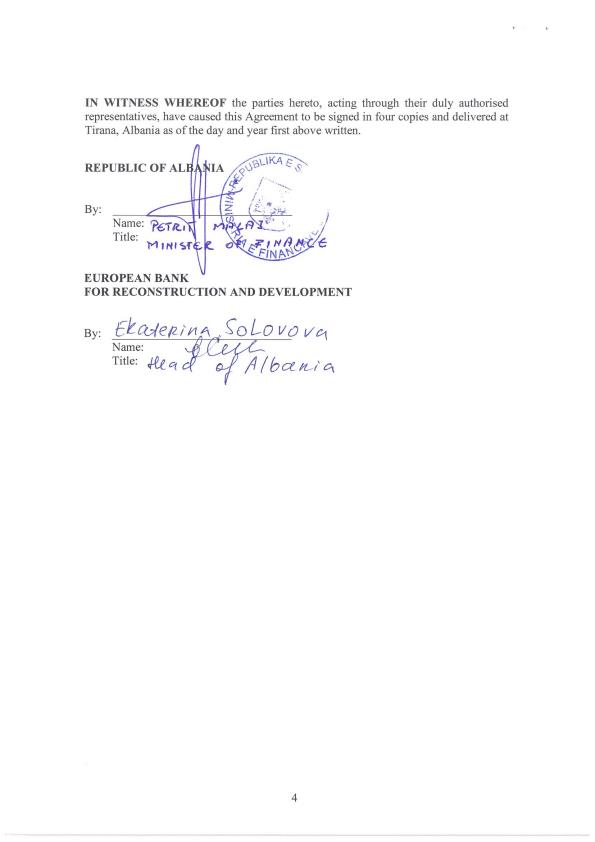 IN WITNESS WHEREOF the parties hereto, acting through their duly authorised
representatives, have caused this Agreement to be signed in four copies and delivered at
Tirana, Albania as of the day and year first above written.
REPUBLIC OF ALBANIA
REPUBLIKA E S
E FINANC
By:
Name: PETRIT MALAJ
Title: MINISTER OF FINANCE
EUROPEAN BANK
FOR RECONSTRUCTION AND DEVELOPMENT
By: Ekaterina Solovova
Name:
Title: Head of Albania
4